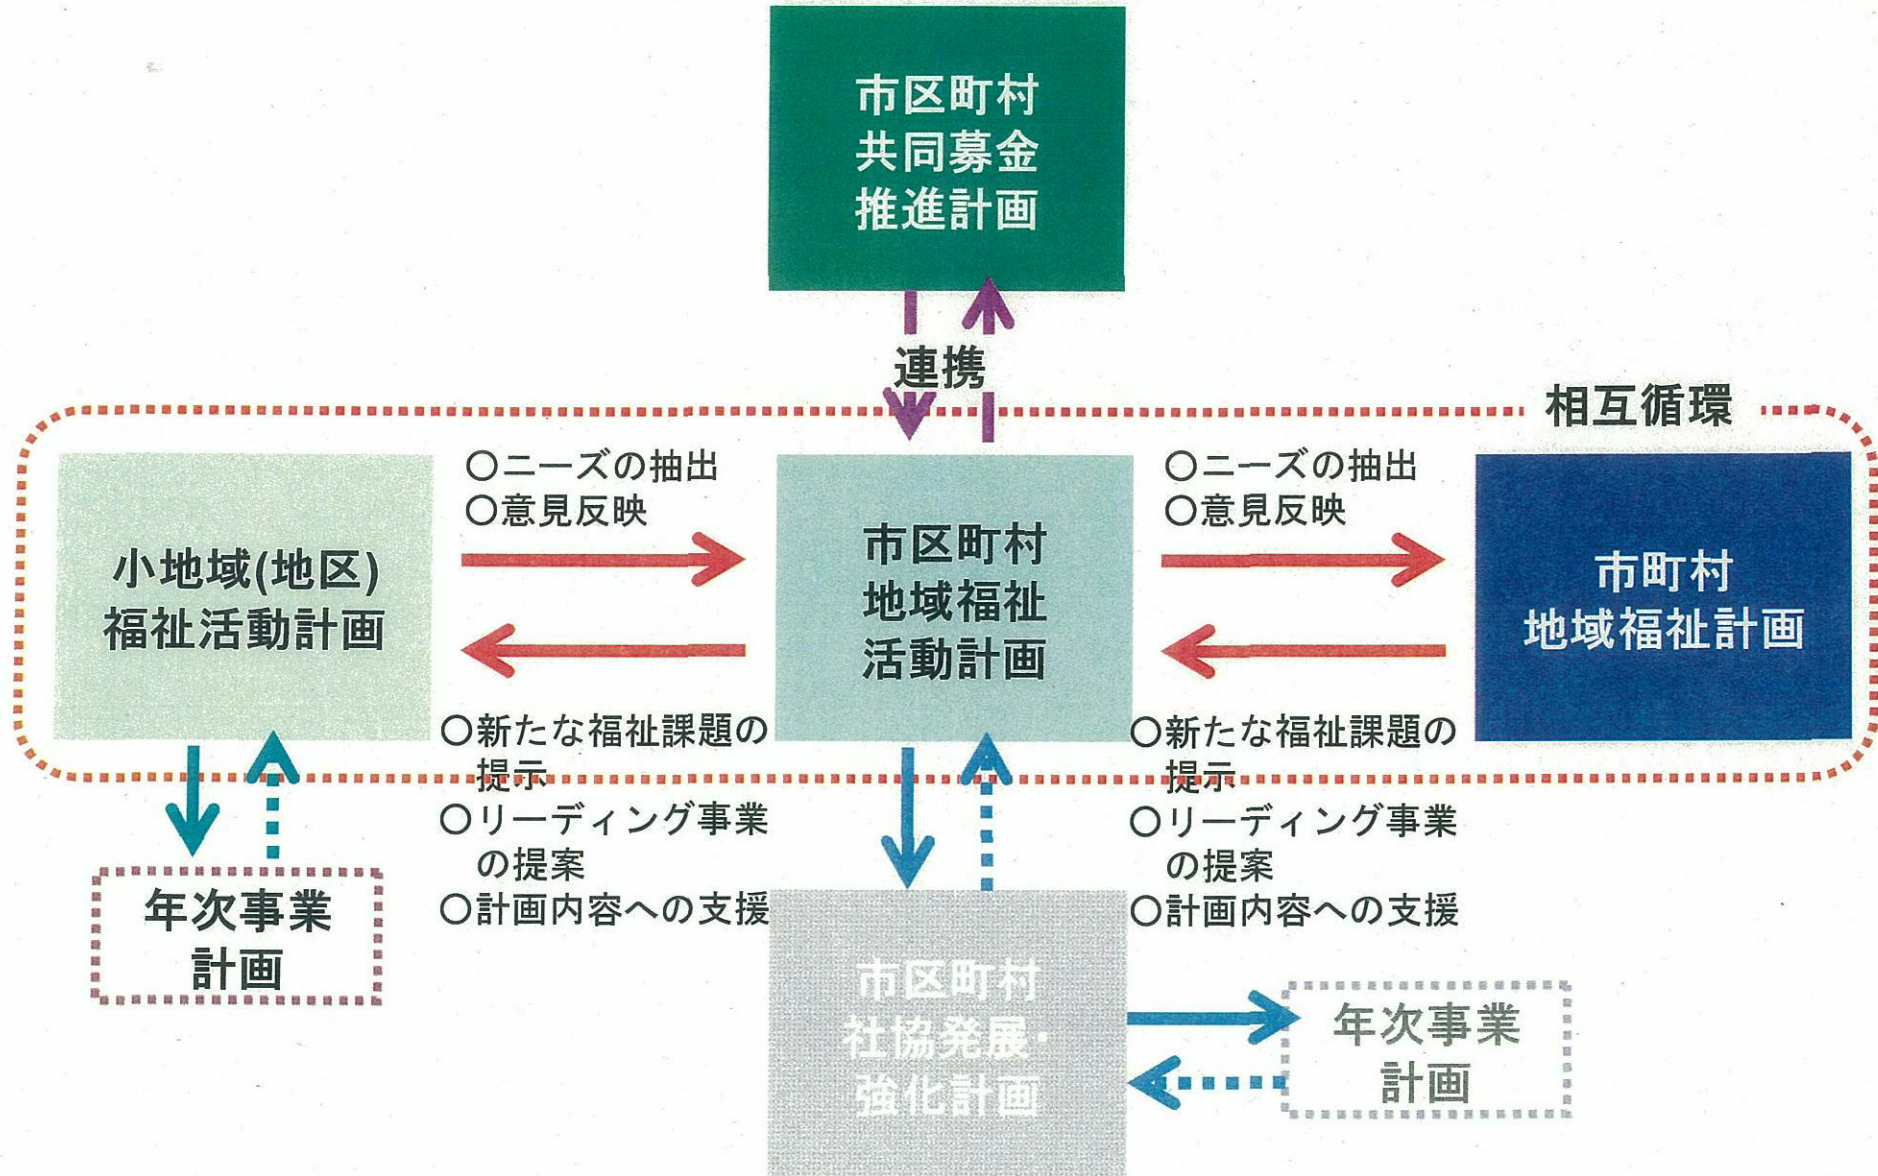 市区町村
共同募金
推進計画
連携
相互循環
小地域(地区)
福祉活動計画
○ニーズの抽出
○意見反映
市区町村
地域福祉
活動計画
○ニーズの抽出
○意見反映
市町村
地域福祉計画
○新たな福祉課題の
提示
○リーディング事業
の提案
○計画内容への支援
○新たな福祉課題の
提示
○リーディング事業
の提案
○計画内容への支援
年次事業
計画
市区町村
社協発展・
強化計画
年次事業
計画